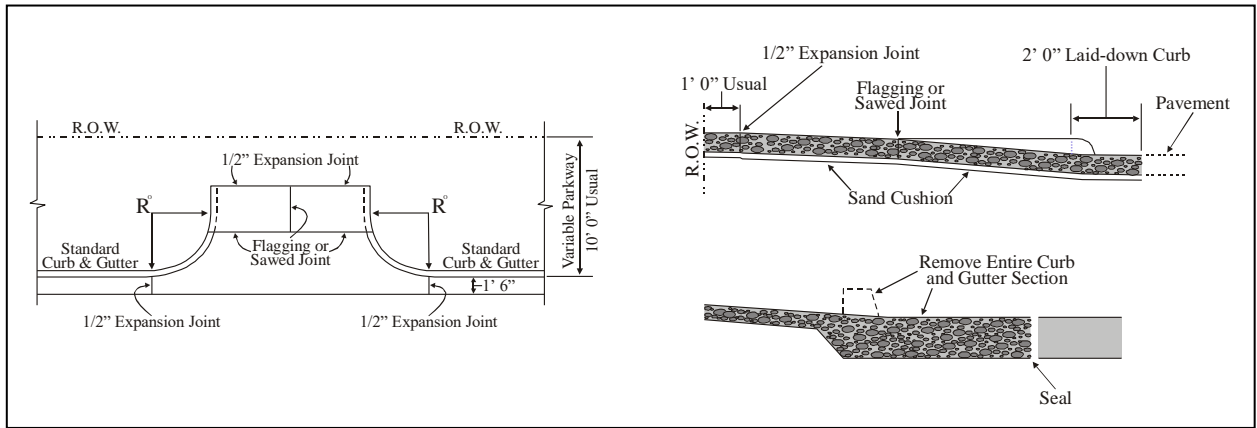 R.O.W.
R.O.W.
1/2” Expansion Joint
R°
R°
Standard
Curb & Gutter
Flagging or
Sawed Joint
Standard
Curb & Gutter
1’ 6”
1/2” Expansion Joint
1/2” Expansion Joint
Variable Parkway
10’ 0” Usual
1/2” Expansion Joint
2’ 0” Laid-down Curb
1’ 0” Usual
Flagging or
Sawed Joint
Pavement
R.O.W.
Sand Cushion
Remove Entire Curb
and Gutter Section
Seal